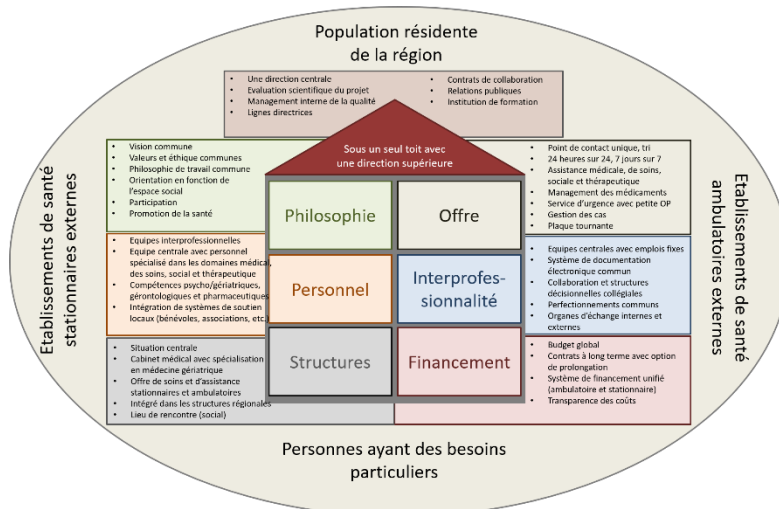 Population résidente
de la région
• Une direction centrale
• Evaluation scientifique du projet
• Management interne de la qualité
• Lignes directrices
• Contrats de collaboration
• Relations publiques
• Institution de formation
Sous un seul toit avec
une direction supérieure
Etablissements de santé
stationnaires externes
• Vision commune
• Valeurs et éthique communes
• Philosophie de travail commune
• Orientation en fonction de
l'espace social
• Participation
• Promotion de la santé
Philosophie
Offre
• Point de contact unique, tri
• 24 heures sur 24, 7 jours sur 7
• Assistance médicale, de soins,
sociale et thérapeutique
• Management des médicaments
• Service d'urgence avec petite OP
• Gestion des cas
• Plaque tournante
Etablissements de santé
ambulatoires externes
• Equipes interprofessionnelles
• Equipe centrale avec personnel
spécialisé dans les domaines médical,
des soins, social et thérapeutique
• Compétences psycho/gériatriques,
gérontologiques et pharmaceutiques
• Intégration de systèmes de soutien
locaux (bénévoles, associations, etc.)
Personnel
Interprofes-
sionnalité
• Equipes centrales avec emplois fixes
• Système de documentation
électronique commun
• Collaboration et structures
décisionnelles collégiales
• Perfectionnements communs
• Organes d'échange internes et
externes
• Situation centrale
• Cabinet médical avec spécialisation
en médecine gériatrique
• Offre de soins et d'assistance
stationnaires et ambulatoires
• Intégré dans les structures régionales
• Lieu de rencontre (social)
Structures
Financement
• Budget global
• Contrats à long terme avec option
de prolongation
• Système de financement unifié
(ambulatoire et stationnaire)
• Transparence des coûts
Personnes ayant des besoins
particuliers